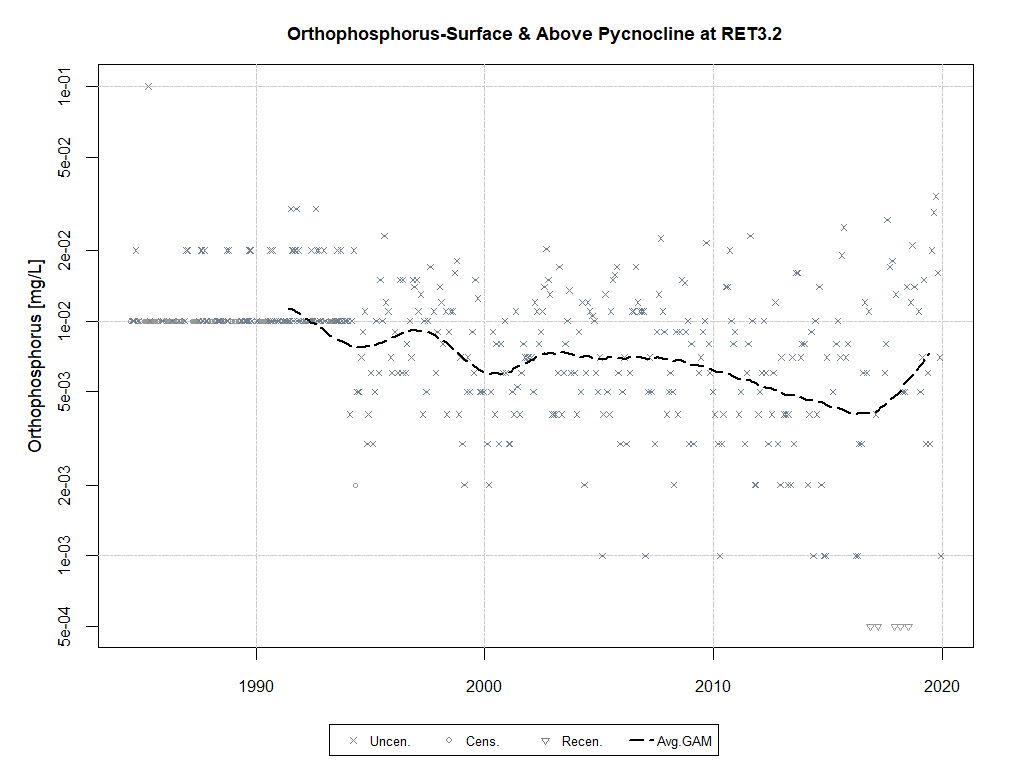 Orthophosphorus-Surface & Above Pycnocline at RET3.2
Orthophosphorus [mg/L]
1e-01
5e-02
2e-02
1e-02
5e-03
2e-03
1e-03
5e-04
1990 2000 2010 2020
Uncen. Cens. Recen. Avg.GAM